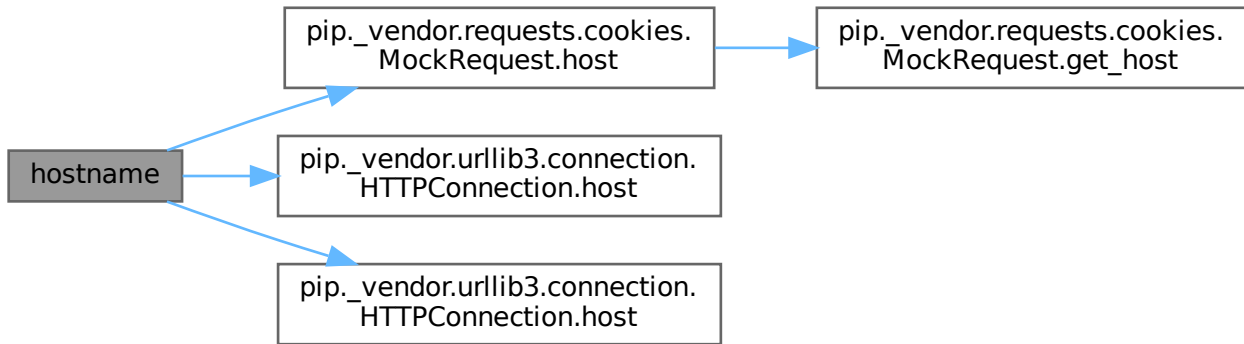 pip._vendor.requests.cookies.
MockRequest.host
pip._vendor.requests.cookies.
MockRequest.get_host
hostname
pip._vendor.urllib3.connection.
HTTPConnection.host
pip._vendor.urllib3.connection.
HTTPConnection.host